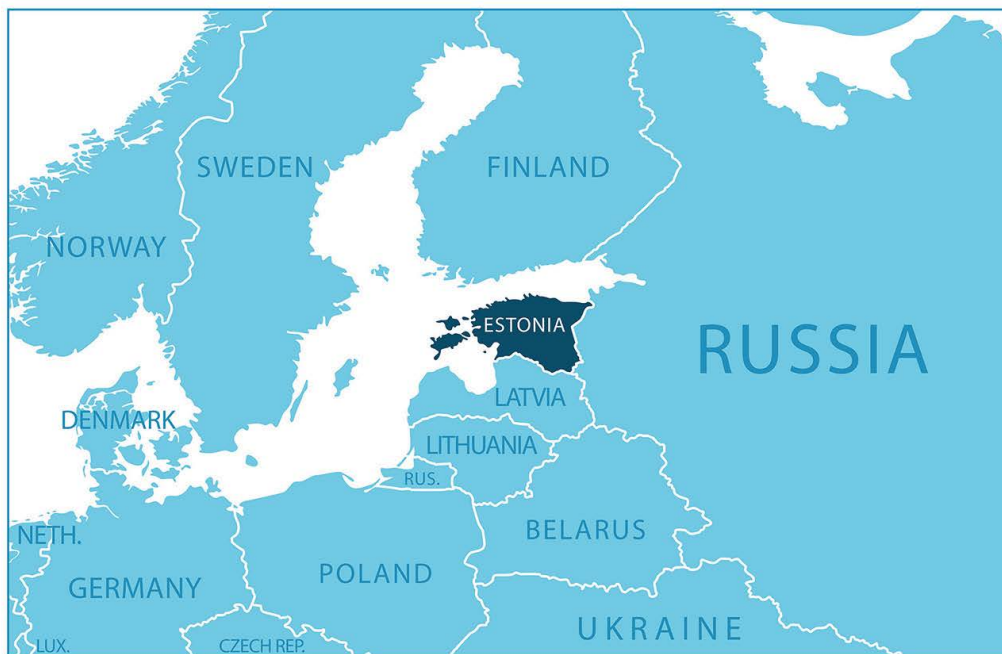 SWEDEN
FINLAND
NORWAY
ESTONIA
RUSSIA
LATVIA
DENMARK
LITHUANIA
RUS.
BELARUS
NETH.
POLAND
GERMANY
UKRAINE
LUX.
CZECH REP.